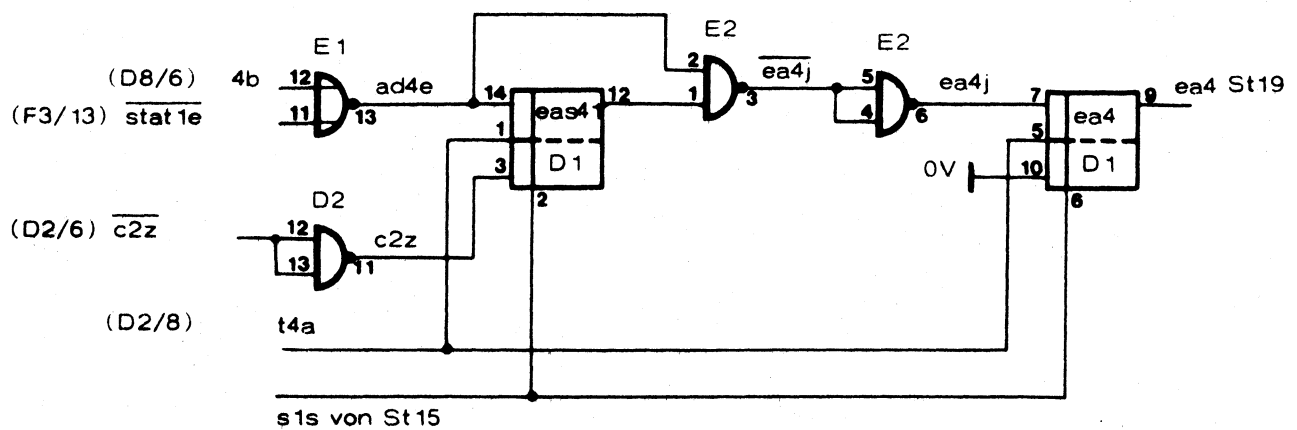 E1
E2
E2
(D8/6) 4b 12
(F3/13) stat1e 11
13
ad4e
14
1
3
eas4 1
D1
12
2
2
1
3
ea4j
5
4
6
ea4j
7
5
10
0V
ea4
D1
9
6
ea4 St19
D2
(D2/6) c2z
12
13
11
c2z
(D2/8)
t4a
s1s von St15